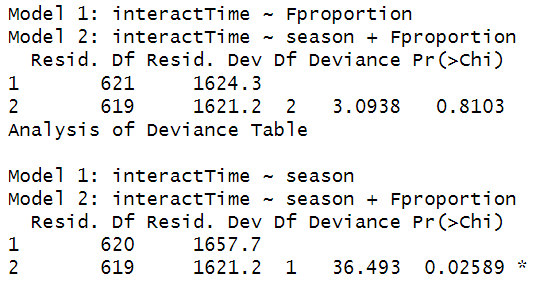 Model 1: interactTime ~ Fproportion
Model 2: interactTime ~ season + Fproportion
  Resid. Df Resid. Dev Df Deviance Pr(>Chi)
1       621     1624.3
2       619     1621.2  2   3.0938   0.8103
Analysis of Deviance Table

Model 1: interactTime ~ season
Model 2: interactTime ~ season + Fproportion
  Resid. Df Resid. Dev Df Deviance Pr(>Chi)
1       620     1657.7
2       619     1621.2  1   36.493  0.02589 *